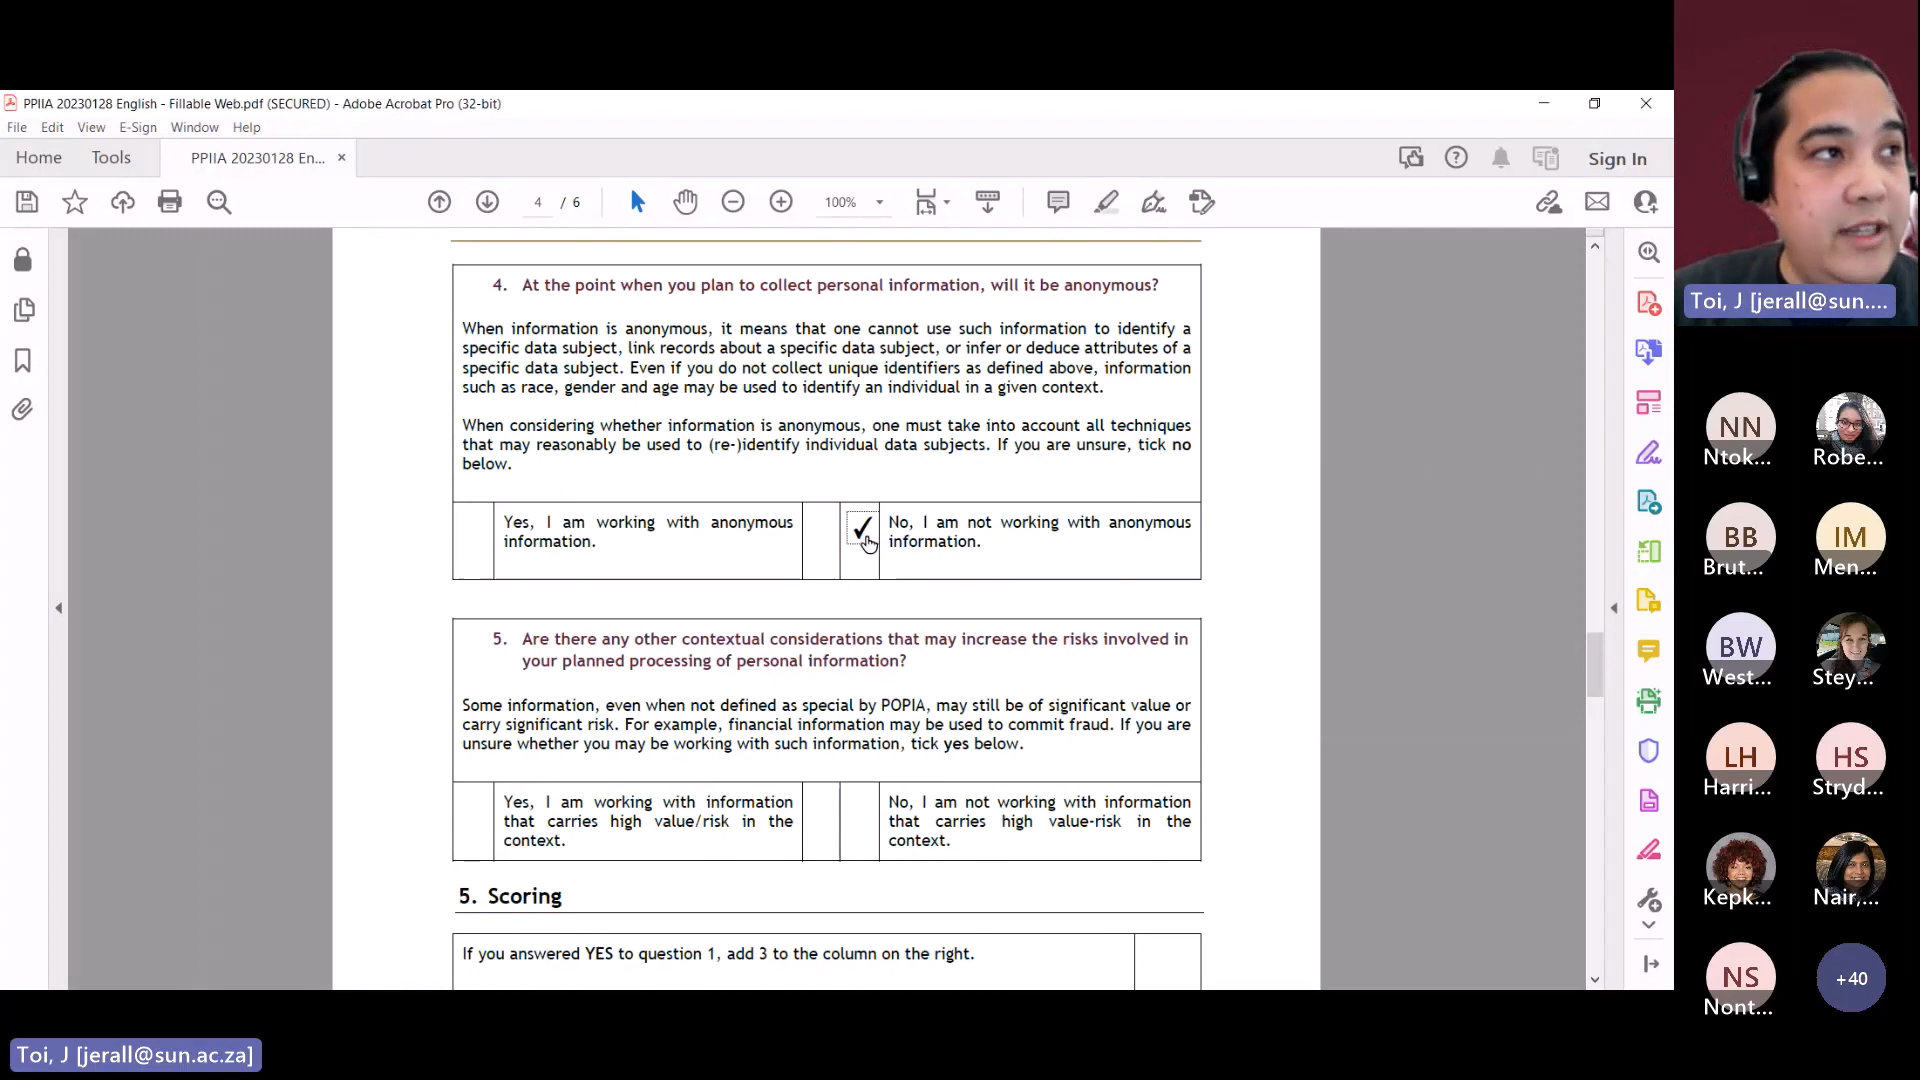 PPIIA 20230128 English - Fillable Web.pdf (SECURED) - Adobe Acrobat Pro (32-bit)
File Edit View E-Sign Window Help
Home Tools PPIIA 20230128 En... × Sign In
4 / 6 100%
4. At the point when you plan to collect personal information, will it be anonymous?
When information is anonymous, it means that one cannot use such information to identify a
specific data subject, link records about a specific data subject, or infer or deduce attributes of a
specific data subject. Even if you do not collect unique identifiers as defined above, information
such as race, gender and age may be used to identify an individual in a given context.
When considering whether information is anonymous, one must take into account all techniques
that may reasonably be used to (re-)identify individual data subjects. If you are unsure, tick no
below.
Yes, I am working with anonymous
information.
✓
No, I am not working with anonymous
information.
5. Are there any other contextual considerations that may increase the risks involved in
your planned processing of personal information?
Some information, even when not defined as special by POPIA, may still be of significant value or
carry significant risk. For example, financial information may be used to commit fraud. If you are
unsure whether you may be working with such information, tick yes below.
Yes, I am working with information
that carries high value/risk in the
context.
No, I am not working with information
that carries high value-risk in the
context.
5. Scoring
If you answered YES to question 1, add 3 to the column on the right.
Toi, J [jerall@sun....
NN
Ntok...
Robe...
BB
Brut...
IM
Men...
BW
West...
Stey...
LH
Harri...
HS
Stryd...
Kepk...
Nair,...
NS
Nont...
+40
Toi, J [jerall@sun.ac.za]